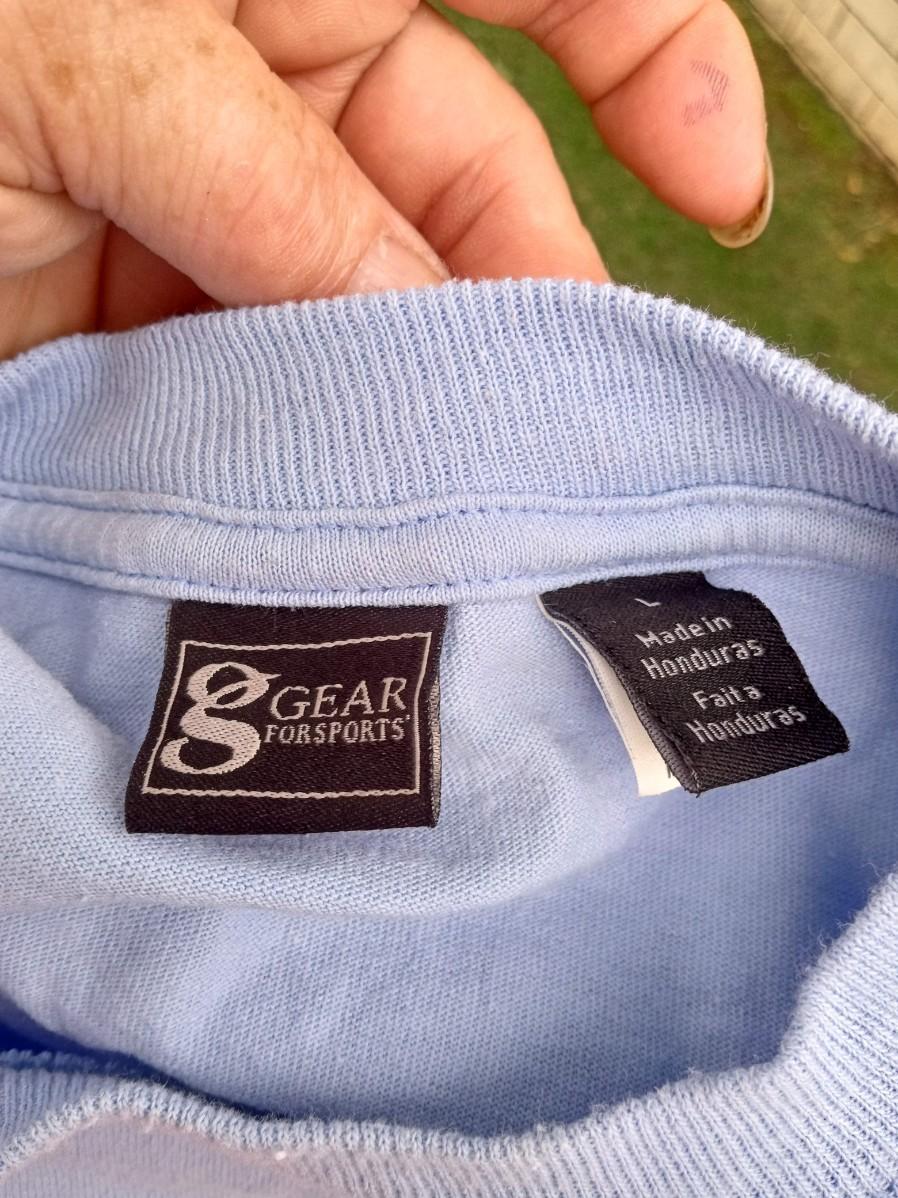 g GEAR
FORSPORTS
L
Made in
Honduras
Fait a
Honduras